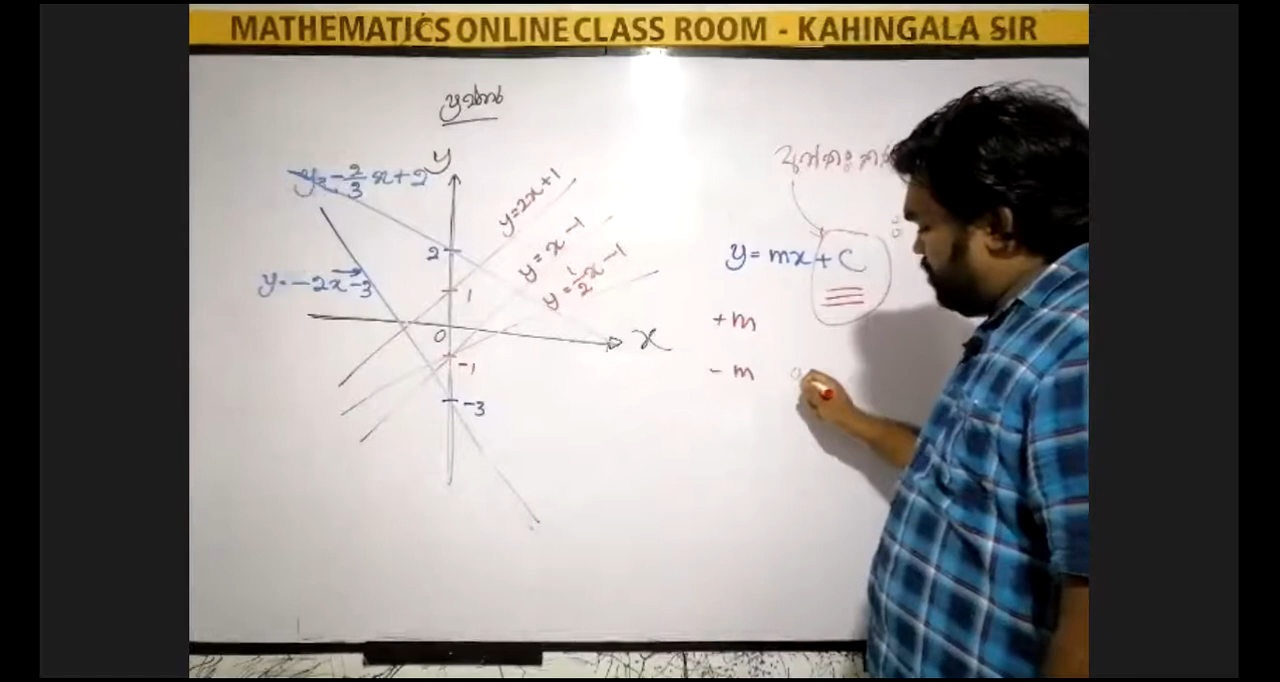 MATHEMATICS ONLINE CLASS ROOM - KAHINGALA SIR
ප්‍රස්තාර
y
y = -2/3 x + 2
y = 2x + 1
y = x - 1
y = 1/2 x - 1
2
y = -2x - 3
1
0
x
-1
-3
y = mx + C
+m
-m